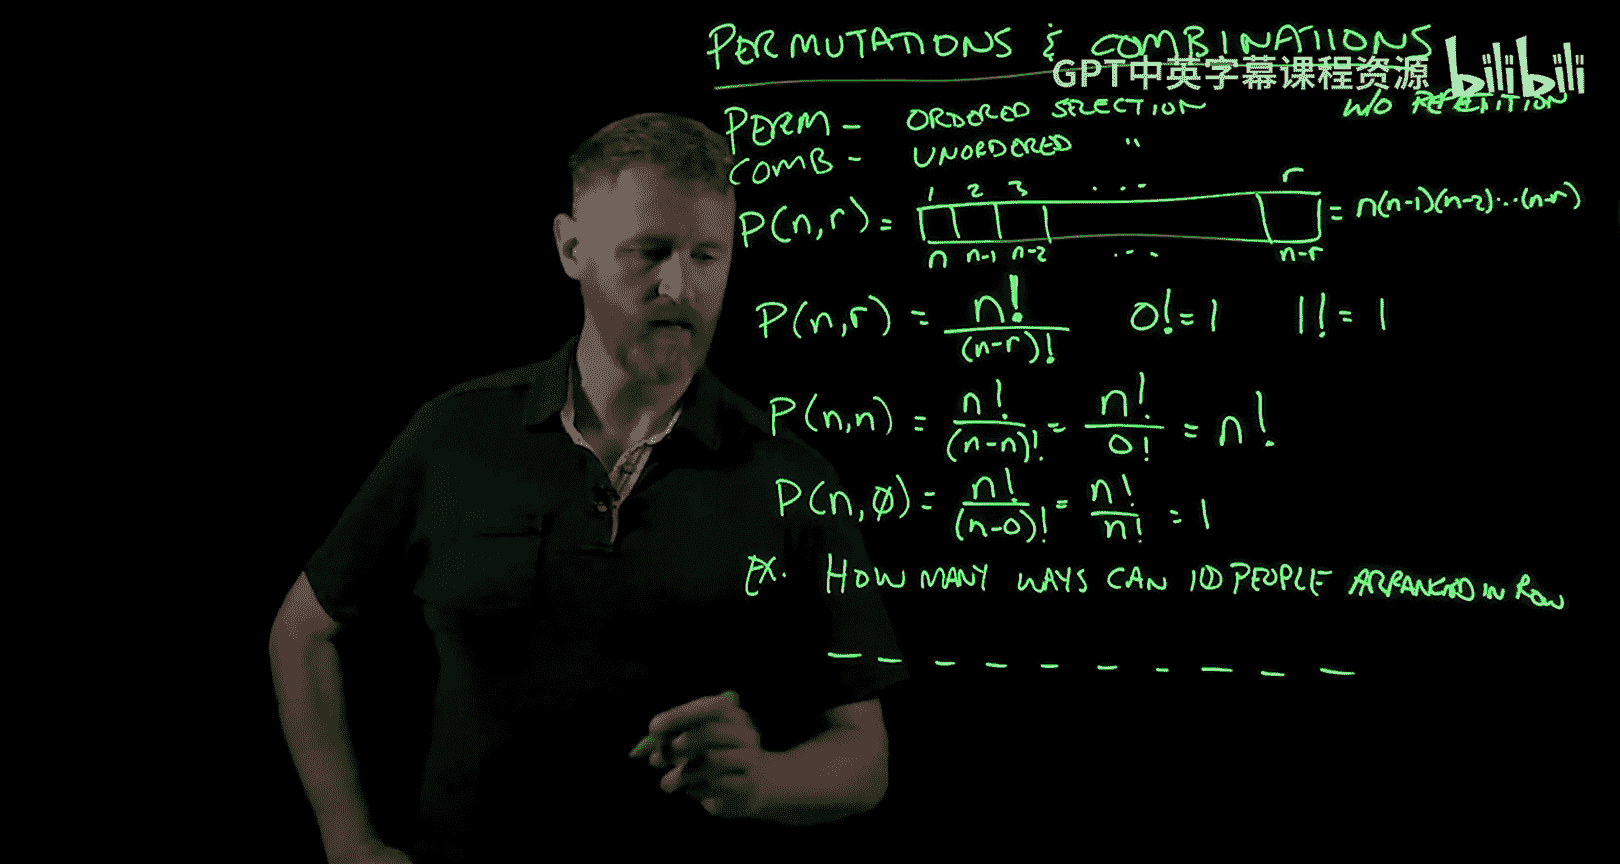 PERMUTATIONS & COMBINATIONS
GPT中英字幕课程资源 bilibili
PERM - ORDERED SELECTION W/O REPETITION
COMB - UNORDERED "
1 2 3 ... r
P(n,r) = = n(n-1)(n-2)...(n-r)
n n-1 n-2 ... n-r
P(n,r) = n!/(n-r)! 0! = 1 1! = 1
P(n,n) = n!/(n-n)! = n!/0! = n!
P(n,∅) = n!/(n-0)! = n!/n! = 1
EX. HOW MANY WAYS CAN 10 PEOPLE ARRANGED IN ROW